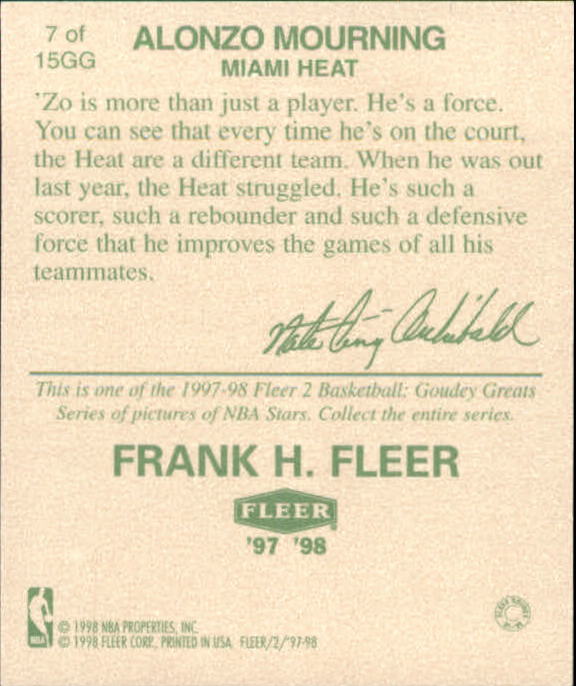 7 of
15GG
ALONZO MOURNING
MIAMI HEAT
'Zo is more than just a player. He's a force.
You can see that every time he's on the court,
the Heat are a different team. When he was out
last year, the Heat struggled. He's such a
scorer, such a rebounder and such a defensive
force that he improves the games of all his
teammates.
Nate Tiny Archibald
This is one of the 1997-98 Fleer 2 Basketball: Goudey Greats
Series of pictures of NBA Stars. Collect the entire series.
FRANK H. FLEER
FLEER
'97 '98
NBA
© 1998 NBA PROPERTIES, INC.
© 1998 FLEER CORP., PRINTED IN USA FLEER/2/'97-98